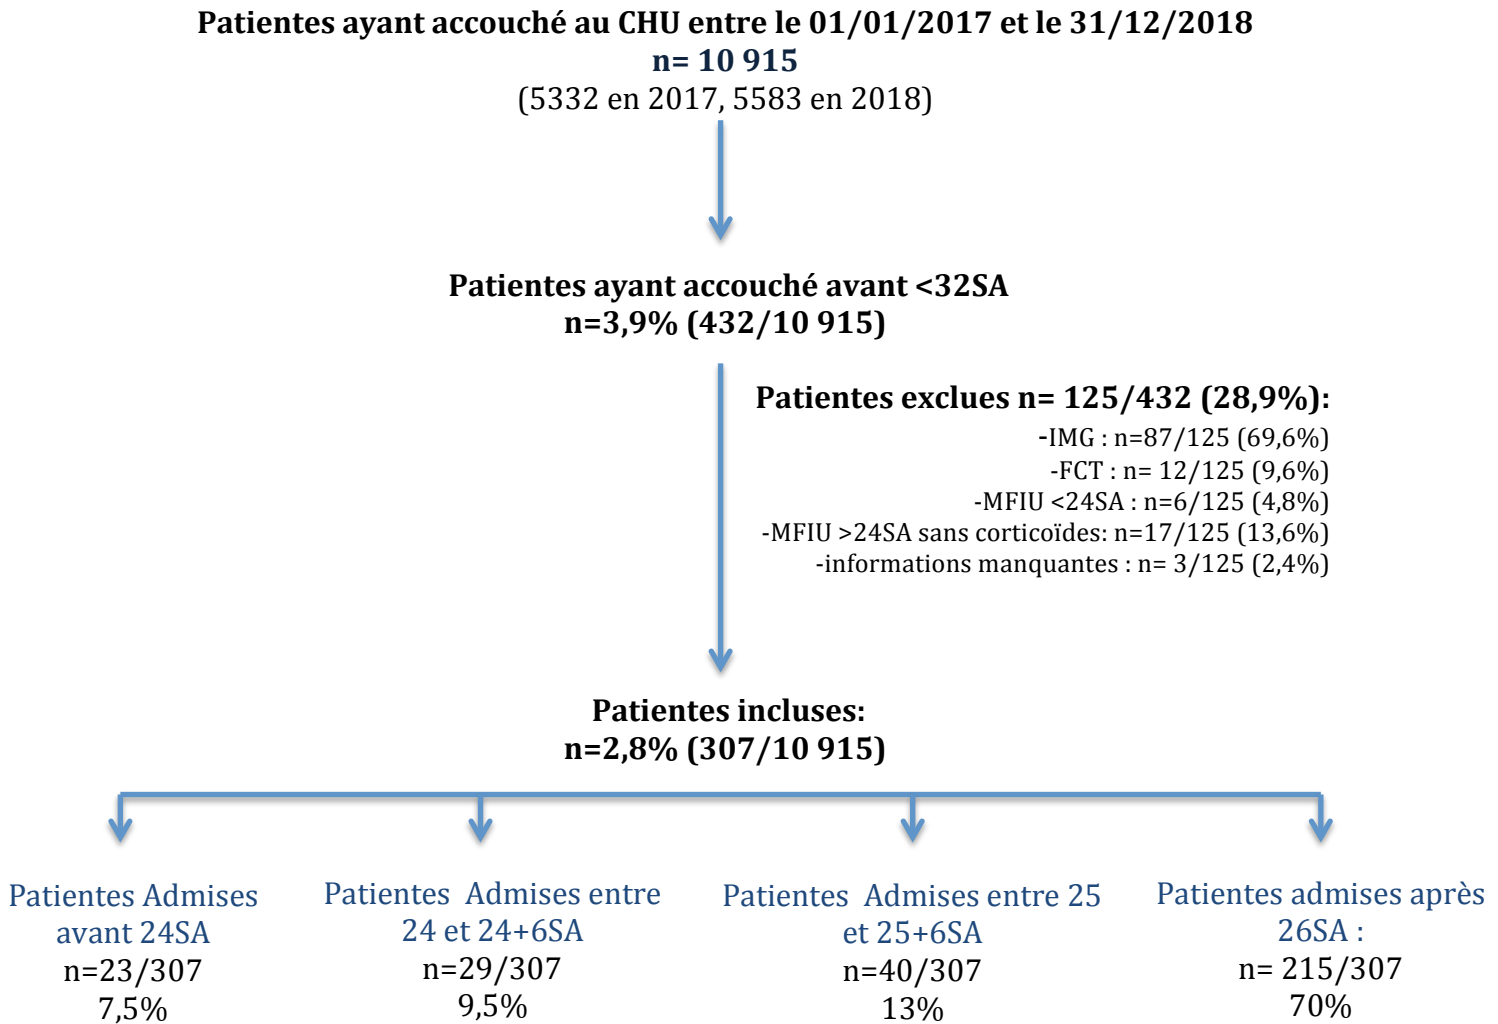 Patientes ayant accouché au CHU entre le 01/01/2017 et le 31/12/2018
n= 10 915
(5332 en 2017, 5583 en 2018)
Patientes ayant accouché avant <32SA
n=3,9% (432/10 915)
Patientes exclues n= 125/432 (28,9%):
-IMG : n=87/125 (69,6%)
-FCT : n= 12/125 (9,6%)
-MFIU <24SA : n=6/125 (4,8%)
-MFIU >24SA sans corticoïdes: n=17/125 (13,6%)
-informations manquantes : n= 3/125 (2,4%)
Patientes incluses:
n=2,8% (307/10 915)
Patientes Admises
avant 24SA
n=23/307
7,5%
Patientes Admises entre
24 et 24+6SA
n=29/307
9,5%
Patientes Admises entre 25
et 25+6SA
n=40/307
13%
Patientes admises après
26SA :
n= 215/307
70%